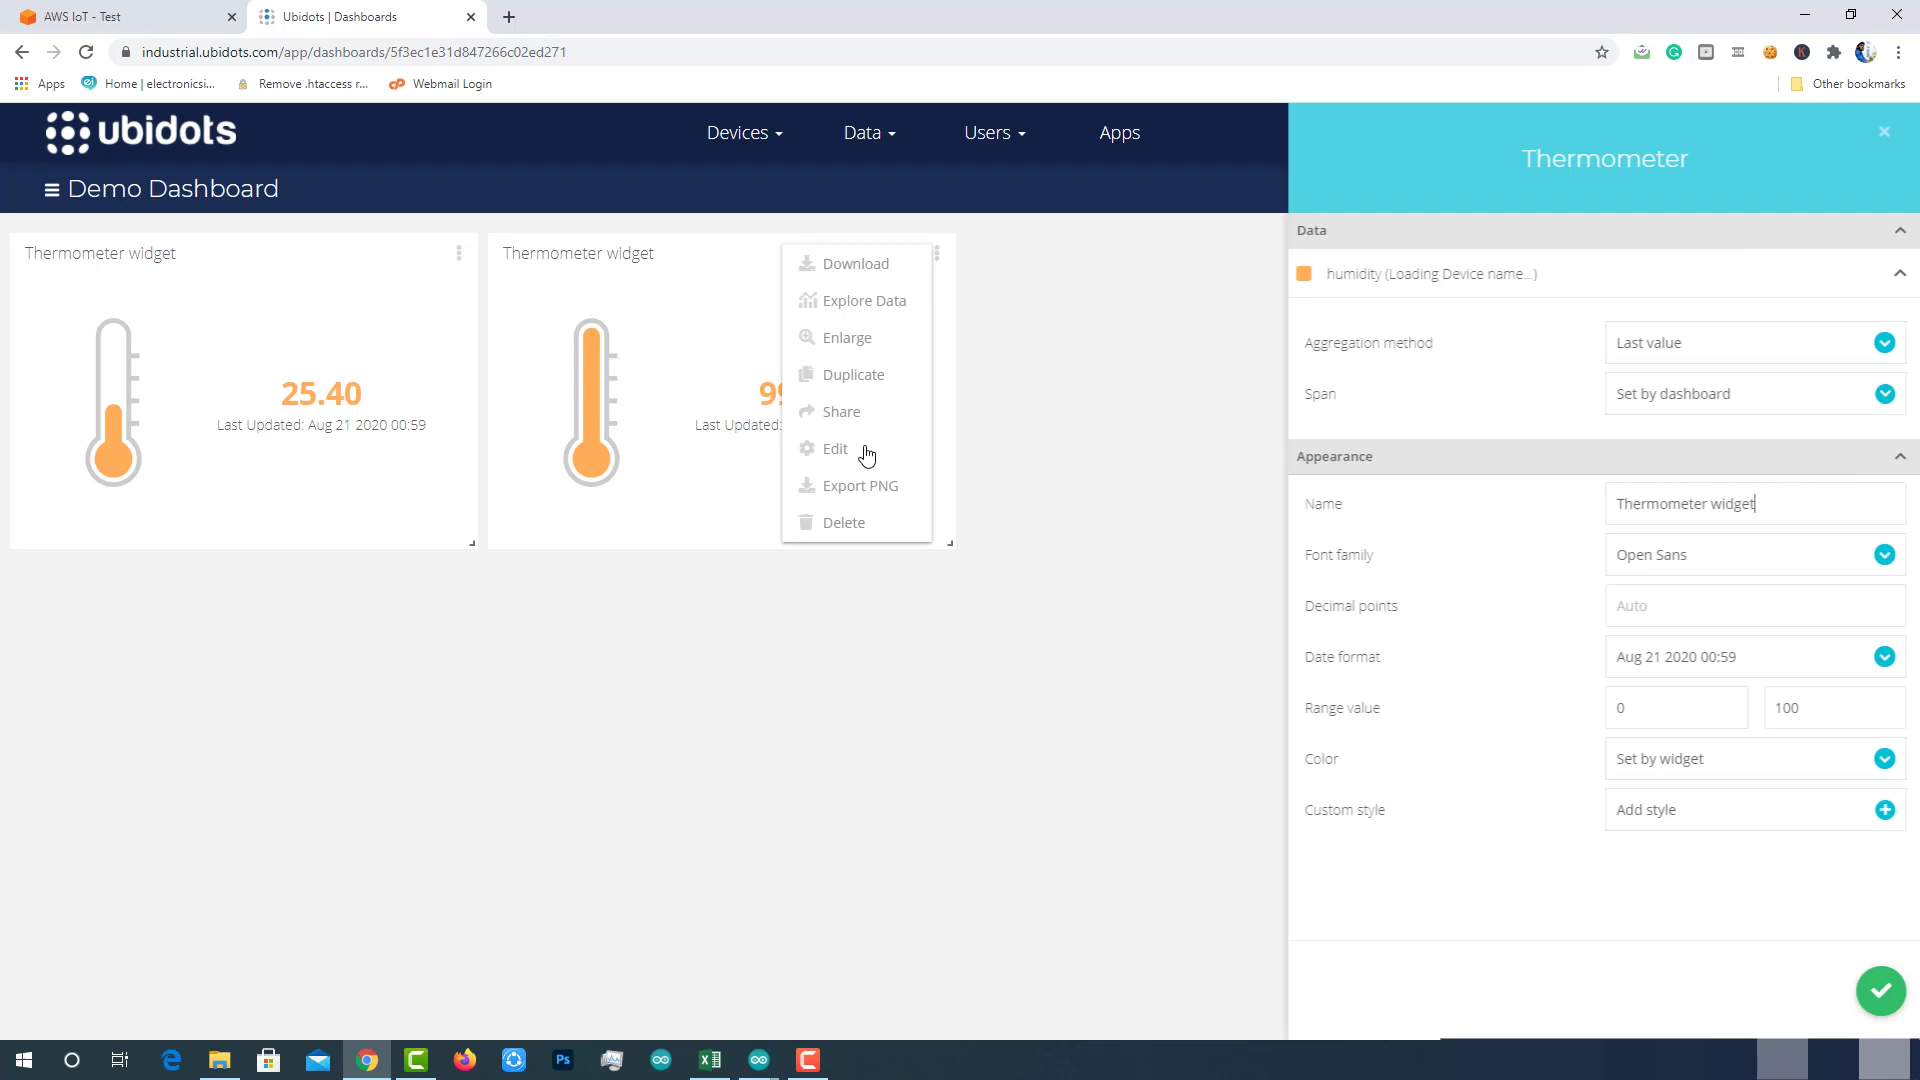 AWS IoT - Test
Ubidots | Dashboards
industrial.ubidots.com/app/dashboards/5f3ec1e31d847266c02ed271
Apps
Home | electronicsi...
Remove .htaccess r...
Webmail Login
Other bookmarks
ubidots
Devices
Data
Users
Apps
Demo Dashboard
Thermometer
Data
humidity (Loading Device name...)
Aggregation method
Last value
Span
Set by dashboard
Appearance
Name
Thermometer widget
Font family
Open Sans
Decimal points
Auto
Date format
Aug 21 2020 00:59
Range value
0
100
Color
Set by widget
Custom style
Add style
Thermometer widget
25.40
Last Updated: Aug 21 2020 00:59
Thermometer widget
99
Last Updated:
Download
Explore Data
Enlarge
Duplicate
Share
Edit
Export PNG
Delete
Ps